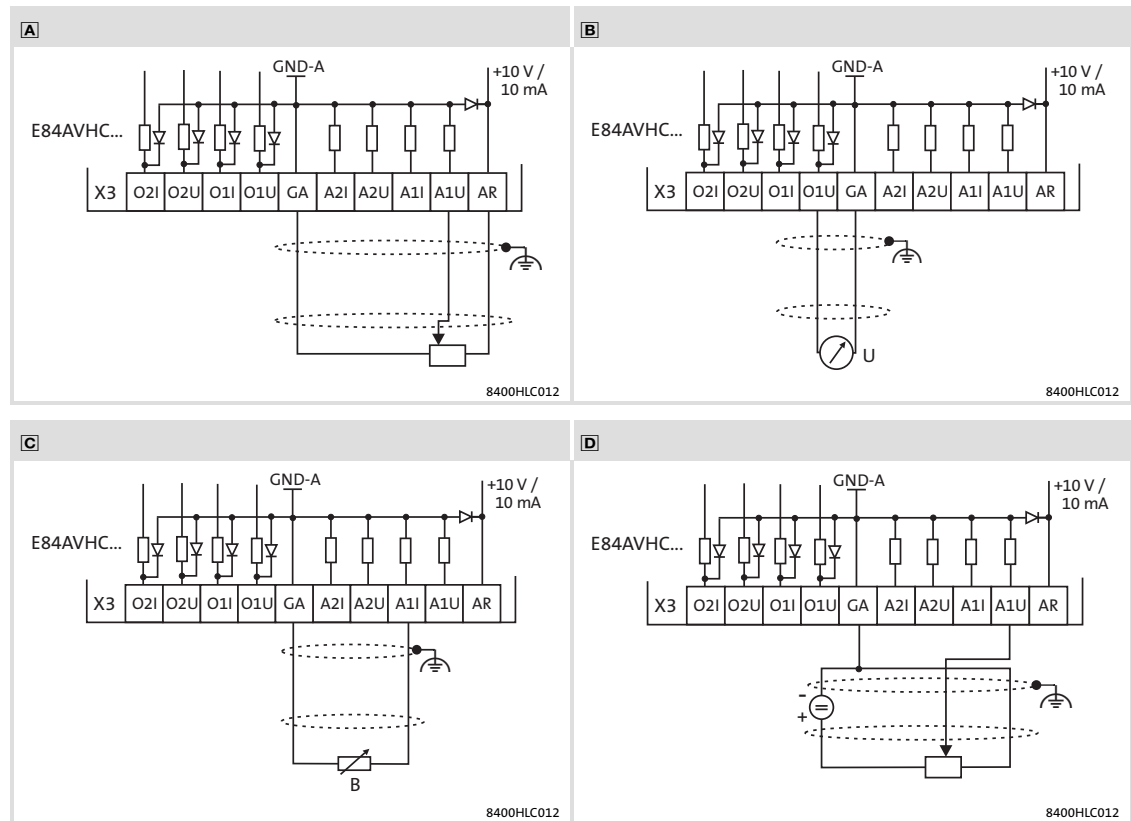 A
GND-A
+10 V /
10 mA
E84AVHC...
X3 O2I O2U O1I O1U GA A2I A2U A1I A1U AR
8400HLC012
B
GND-A
+10 V /
10 mA
E84AVHC...
X3 O2I O2U O1I O1U GA A2I A2U A1I A1U AR
U
8400HLC012
C
GND-A
+10 V /
10 mA
E84AVHC...
X3 O2I O2U O1I O1U GA A2I A2U A1I A1U AR
B
8400HLC012
D
GND-A
+10 V /
10 mA
E84AVHC...
X3 O2I O2U O1I O1U GA A2I A2U A1I A1U AR
-
+
8400HLC012